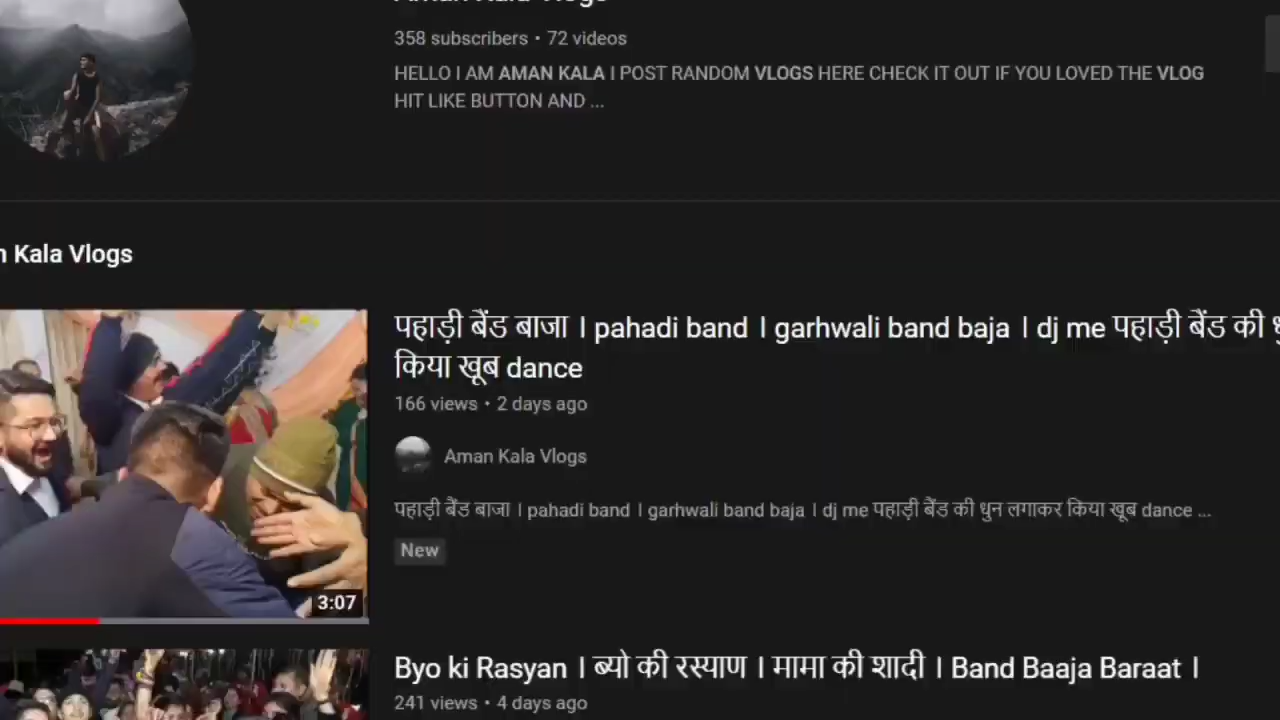 358 subscribers • 72 videos
HELLO I AM AMAN KALA I POST RANDOM VLOGS HERE CHECK IT OUT IF YOU LOVED THE VLOG
HIT LIKE BUTTON AND ...
Kala Vlogs
पहाड़ी बैंड बाजा । pahadi band । garhwali band baja । dj me पहाड़ी बैंड की
किया खूब dance
166 views • 2 days ago
Aman Kala Vlogs
पहाड़ी बैंड बाजा । pahadi band । garhwali band baja । dj me पहाड़ी बैंड की धुन लगाकर किया खूब dance ...
New
3:07
Byo ki Rasyan । ब्यो की रस्याण । मामा की शादी । Band Baaja Baraat ।
241 views • 4 days ago